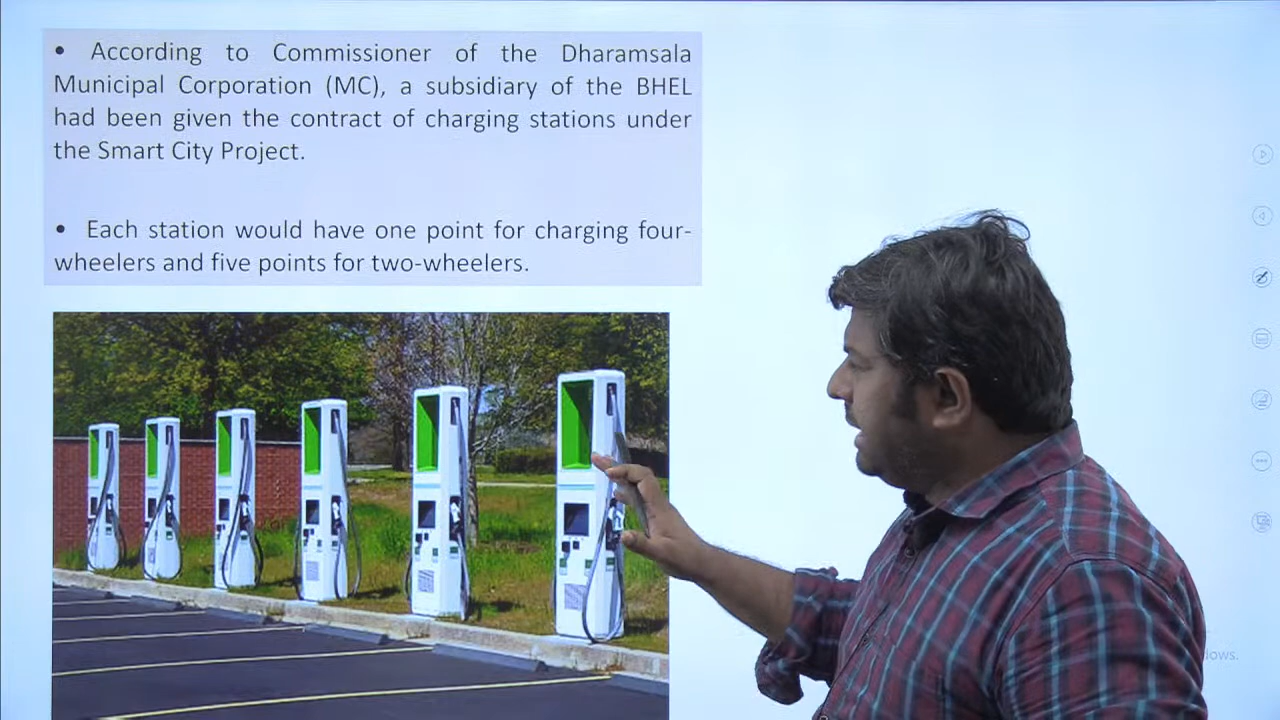 • According to Commissioner of the Dharamsala
Municipal Corporation (MC), a subsidiary of the BHEL
had been given the contract of charging stations under
the Smart City Project.
• Each station would have one point for charging four-
wheelers and five points for two-wheelers.